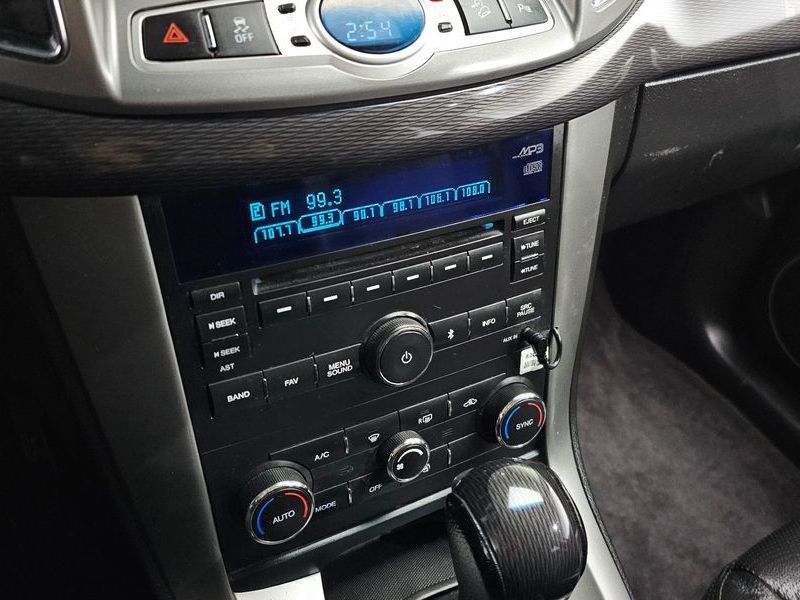 OFF
2:54
MP3
FM 99.3
107.1 99.3 90.1 98.1 106.1 100.0
EJECT
TUNE
TUNE
DIR
SEEK
SEEK
AST
SRC
PAUSE
INFO
AUX IN
MENU
SOUND
FAV
BAND
SYNC
R
A/C
OFF
MODE
AUTO